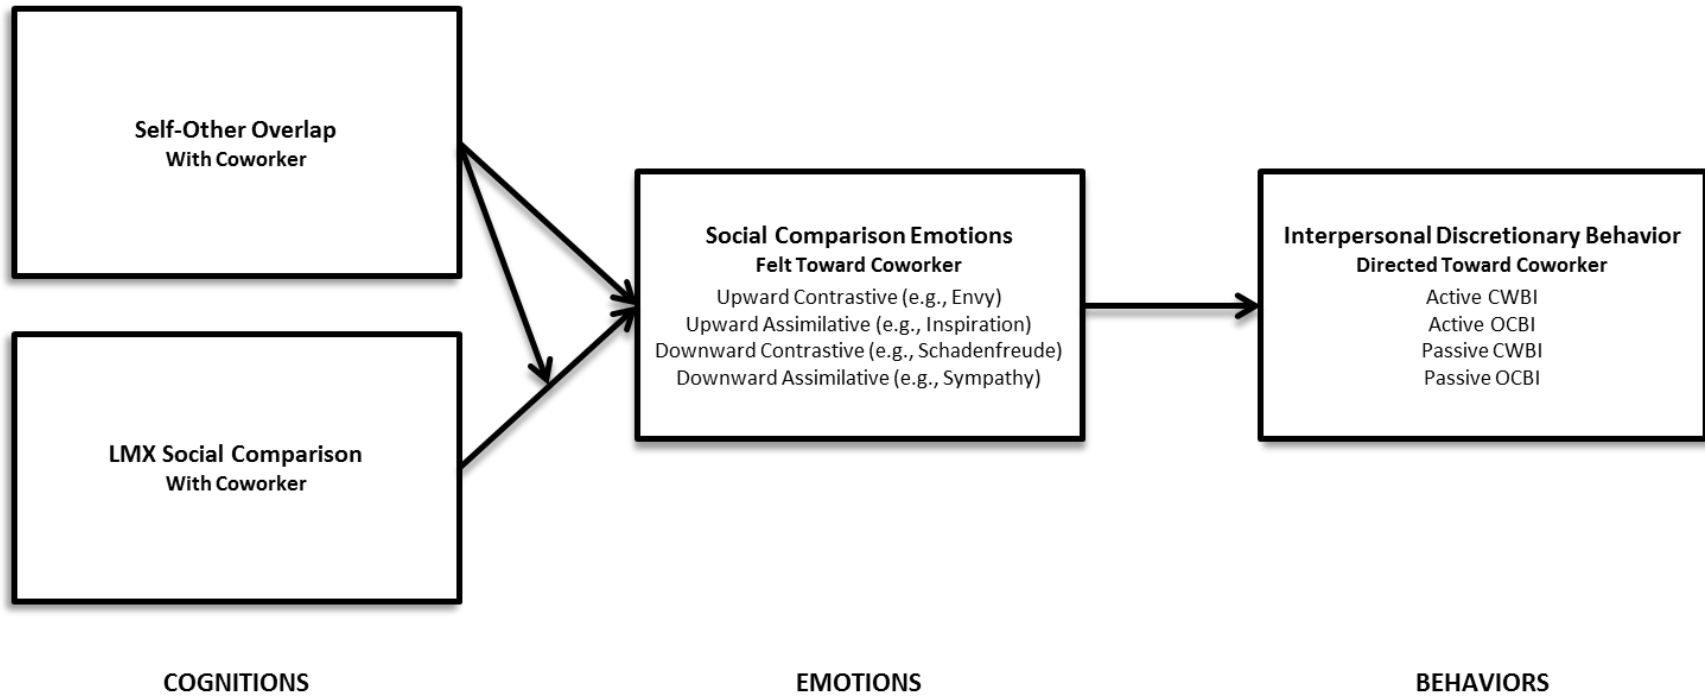 Self-Other Overlap
With Coworker
LMX Social Comparison
With Coworker
Social Comparison Emotions
Felt Toward Coworker
Upward Contrastive (e.g., Envy)
Upward Assimilative (e.g., Inspiration)
Downward Contrastive (e.g., Schadenfreude)
Downward Assimilative (e.g., Sympathy)
Interpersonal Discretionary Behavior
Directed Toward Coworker
Active CWBI
Active OCBI
Passive CWBI
Passive OCBI
COGNITIONS
EMOTIONS
BEHAVIORS